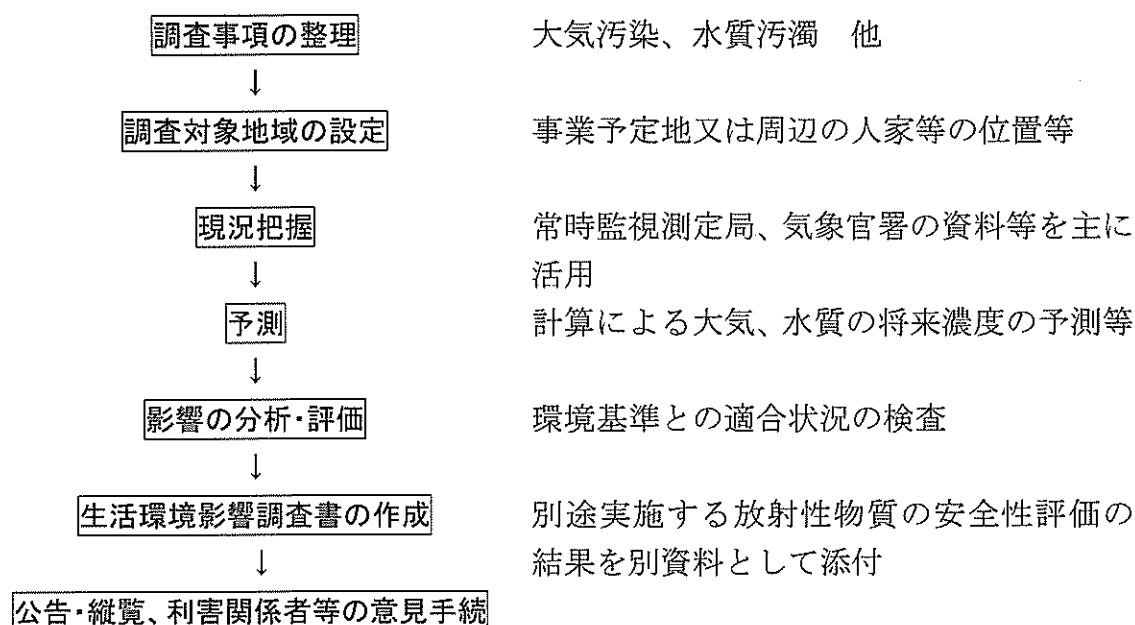 調査事項の整理 大気汚染、水質汚濁　他
↓
調査対象地域の設定 事業予定地又は周辺の人家等の位置等
↓
現況把握 常時監視測定局、気象官署の資料等を主に
↓ 活用
予測 計算による大気、水質の将来濃度の予測等
↓
影響の分析・評価 環境基準との適合状況の検査
↓
生活環境影響調査書の作成 別途実施する放射性物質の安全性評価の
↓ 結果を別資料として添付
公告・縦覧、利害関係者等の意見手続